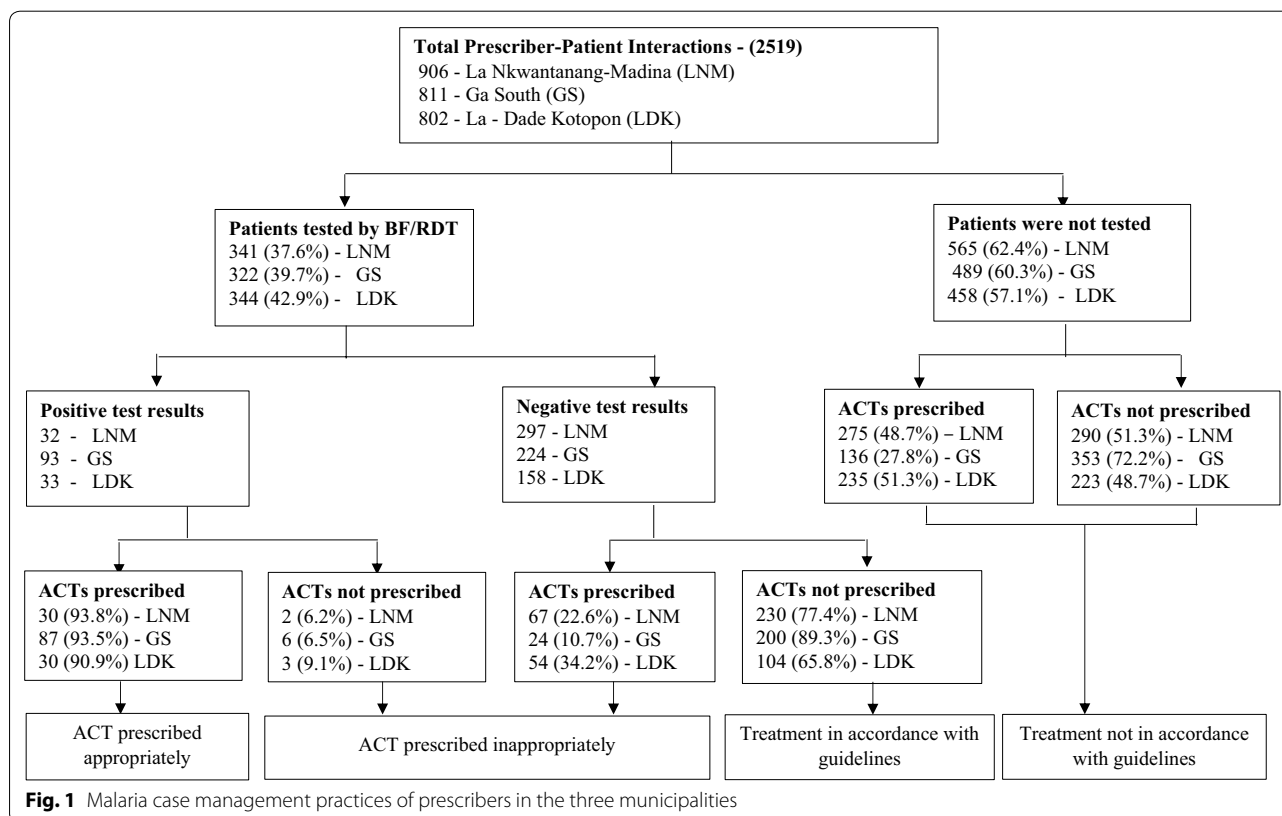 Total Prescriber-Patient Interactions - (2519)
906 - La Nkwantanang-Madina (LNM)
811 - Ga South (GS)
802 - La - Dade Kotopon (LDK)
Patients tested by BF/RDT
341 (37.6%) - LNM
322 (39.7%) - GS
344 (42.9%) - LDK
Patients were not tested
565 (62.4%) - LNM
489 (60.3%) - GS
458 (57.1%) - LDK
Positive test results
32 - LNM
93 - GS
33 - LDK
Negative test results
297 - LNM
224 - GS
158 - LDK
ACTs prescribed
275 (48.7%) – LNM
136 (27.8%) - GS
235 (51.3%) - LDK
ACTs not prescribed
290 (51.3%) - LNM
353 (72.2%) - GS
223 (48.7%) - LDK
ACTs prescribed
30 (93.8%) - LNM
87 (93.5%) - GS
30 (90.9%) LDK
ACTs not prescribed
2 (6.2%) - LNM
6 (6.5%) - GS
3 (9.1%) - LDK
ACTs prescribed
67 (22.6%) - LNM
24 (10.7%) - GS
54 (34.2%) - LDK
ACTs not prescribed
230 (77.4%) - LNM
200 (89.3%) - GS
104 (65.8%) - LDK
ACT prescribed
appropriately
ACT prescribed inappropriately
Treatment in accordance with
guidelines
Treatment not in accordance
with guidelines
Fig. 1 Malaria case management practices of prescribers in the three municipalities